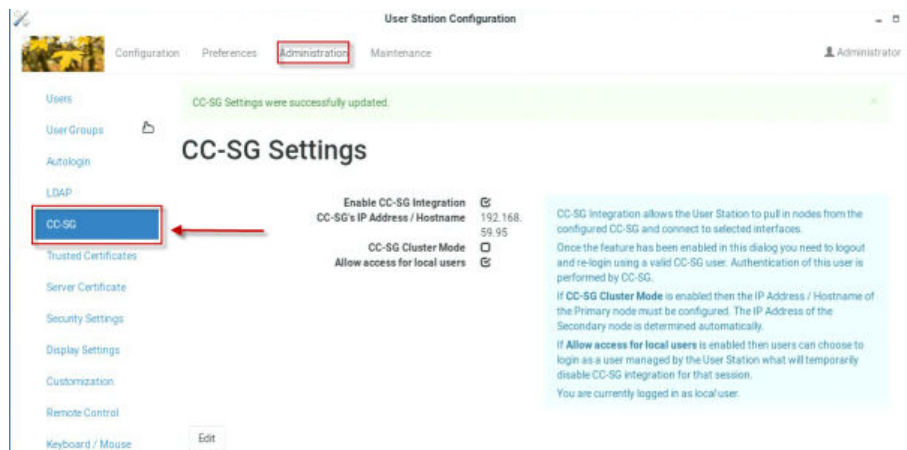 User Station Configuration
Configuration Preferences Administration Maintenance Administrator
Users
User Groups
Autologin
LDAP
CC-SG
Trusted Certificates
Server Certificate
Security Settings
Display Settings
Customization
Remote Control
Keyboard / Mouse
CC-SG Settings were successfully updated.
CC-SG Settings
Enable CC-SG Integration
CC-SG's IP Address / Hostname 192.168.
59.95
CC-SG Cluster Mode
Allow access for local users
CC-SG Integration allows the User Station to pull in nodes from the
configured CC-SG and connect to selected interfaces.
Once the feature has been enabled in this dialog you need to logout
and re-login using a valid CC-SG user. Authentication of this user is
performed by CC-SG.
If CC-SG Cluster Mode is enabled then the IP Address / Hostname of
the Primary node must be configured. The IP Address of the
Secondary node is determined automatically.
If Allow access for local users is enabled then users can choose to
login as a user managed by the User Station what will temporarily
disable CC-SG integration for that session.
You are currently logged in as local user.
Edit